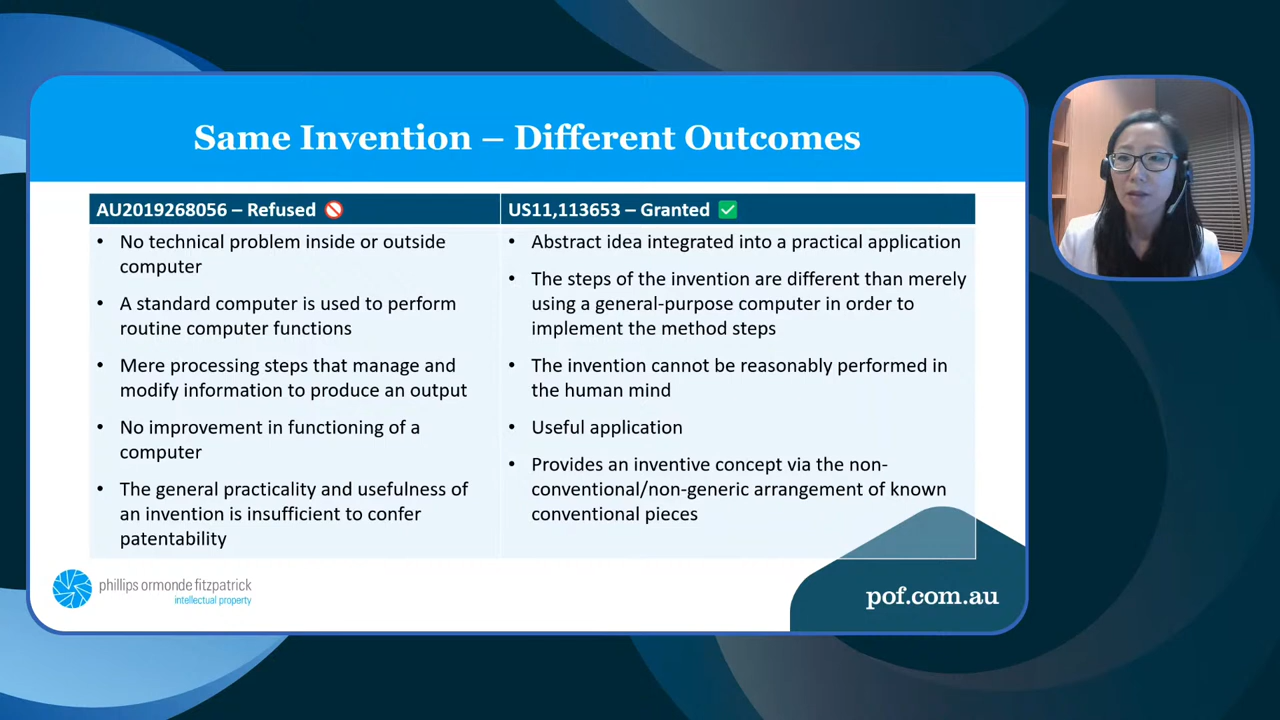 Same Invention – Different Outcomes
AU2019268056 – Refused
• No technical problem inside or outside
computer
• A standard computer is used to perform
routine computer functions
• Mere processing steps that manage and
modify information to produce an output
• No improvement in functioning of a
computer
• The general practicality and usefulness of
an invention is insufficient to confer
patentability
US11,113653 – Granted
• Abstract idea integrated into a practical application
• The steps of the invention are different than merely
using a general-purpose computer in order to
implement the method steps
• The invention cannot be reasonably performed in
the human mind
• Useful application
• Provides an inventive concept via the non-
conventional/non-generic arrangement of known
conventional pieces
phillips ormonde fitzpatrick
intellectual property
pof.com.au